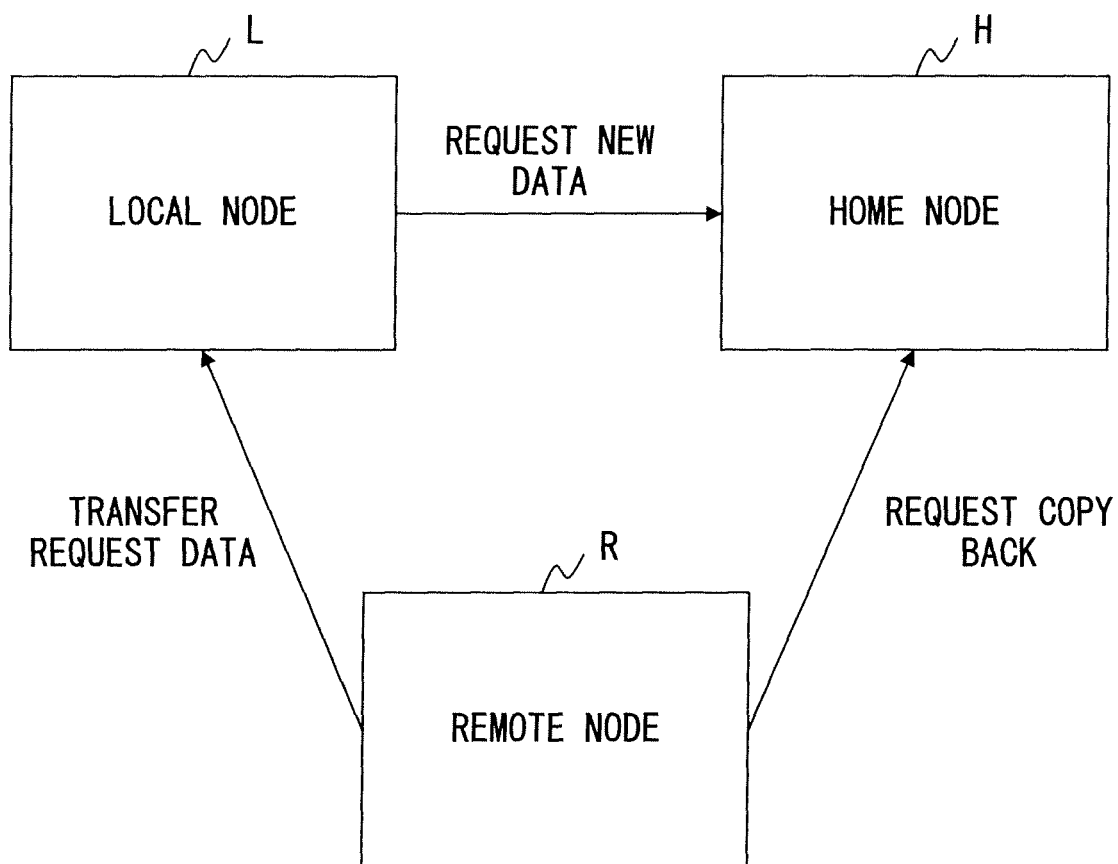 L
H
LOCAL NODE
REQUEST NEW
DATA
HOME NODE
TRANSFER
REQUEST DATA
REQUEST COPY
BACK
R
REMOTE NODE